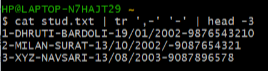 HP@LAPTOP-N7HAJT29 ~
$ cat stud.txt | tr ',-' '-' | head -3
1-DHRUTI-BARDOLI-19/01/2002-9876543210
2-MILAN-SURAT-13/10/2002/-9087654321
3-XYZ-NAVSARI-13/08/2003-9087896578